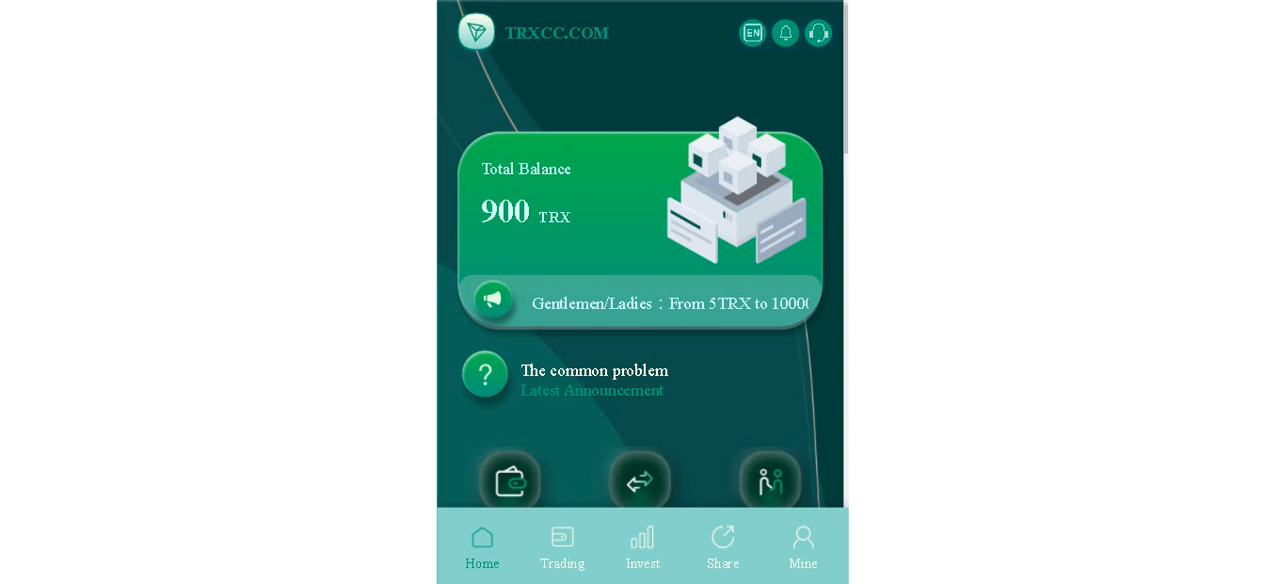 TRXCC.COM
EN
Total Balance
900 TRX
Gentlemen/Ladies：From 5TRX to 1000
The common problem
Latest Announcement
Home
Trading
Invest
Share
Mine